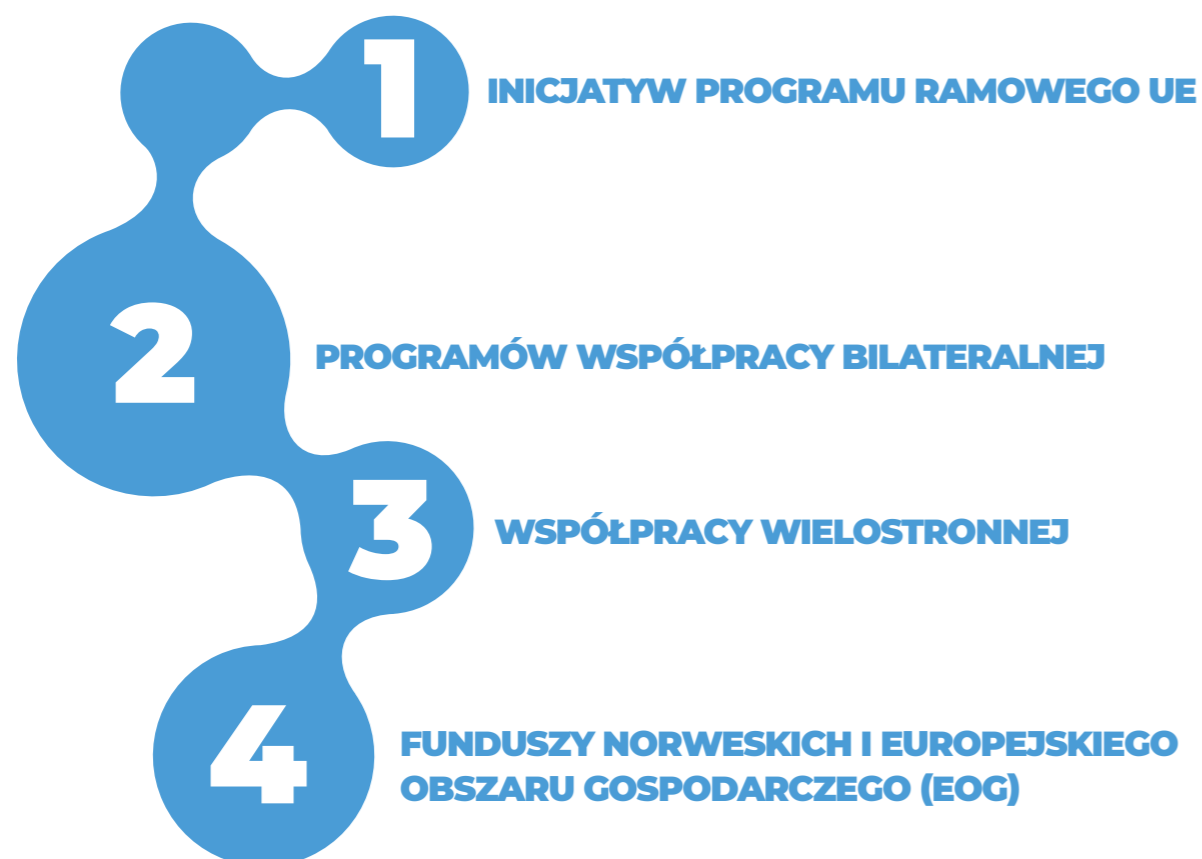 1 INICJATYW PROGRAMU RAMOWEGO UE
2 PROGRAMÓW WSPÓŁPRACY BILATERALNEJ
3 WSPÓŁPRACY WIELOSTRONNEJ
4 FUNDUSZY NORWESKICH I EUROPEJSKIEGO
OBSZARU GOSPODARCZEGO (EOG)